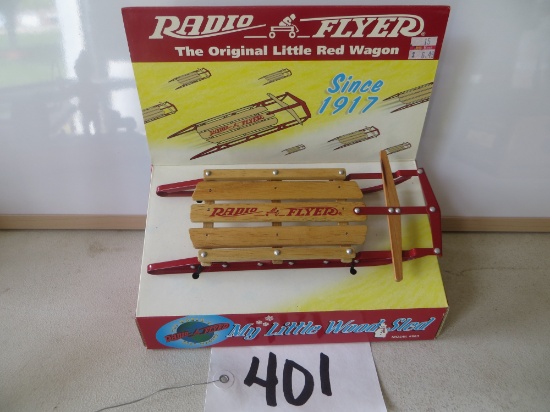 RADIO FLYER®
The Original Little Red Wagon
Since
1917
RADIO FLYER
My Little Wood Sled
401